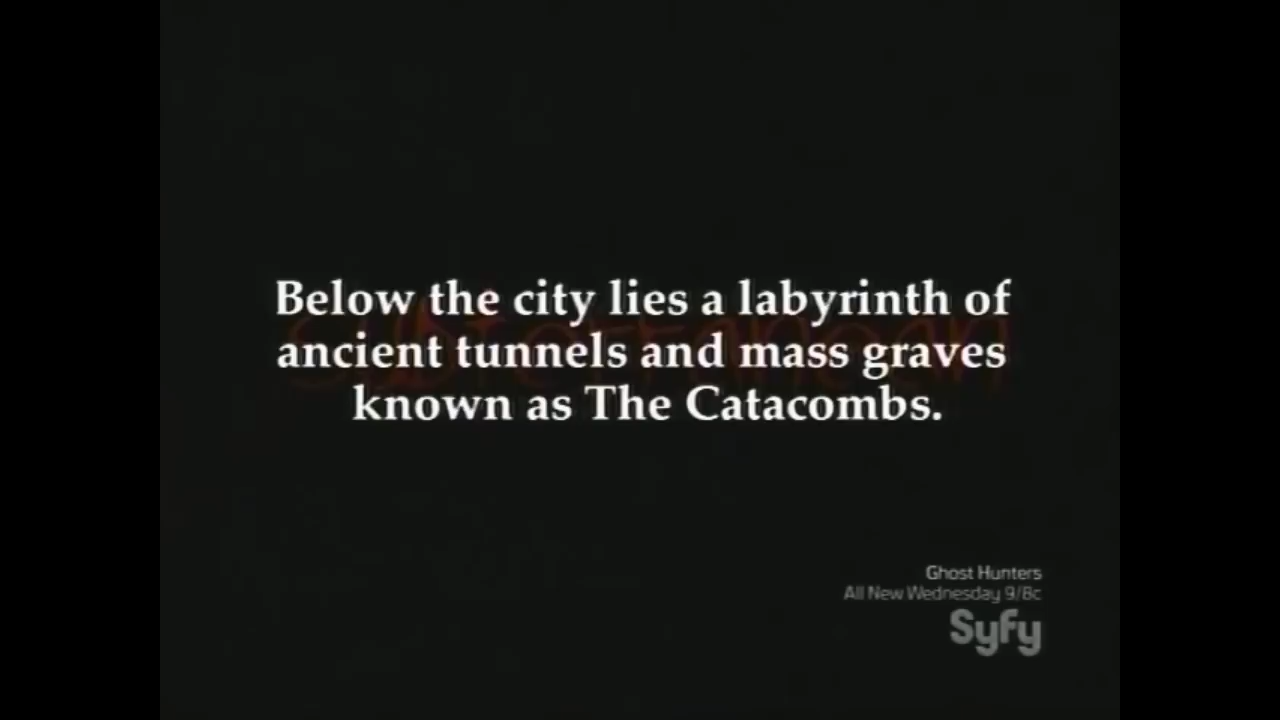 Below the city lies a labyrinth of
subterranean
ancient tunnels and mass graves
known as The Catacombs.
Ghost Hunters
All New Wednesday 9/8c
Syfy